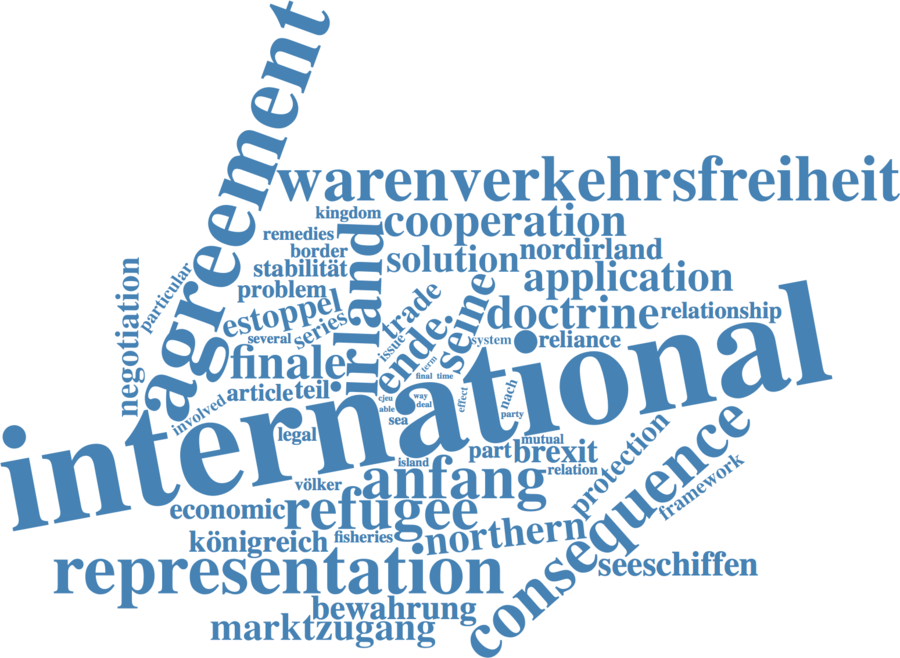 agreement
warenverkehrsfreiheit
kingdom
cooperation
remedies
irland
border
nordirland
solution
stabilität
negotiation
particular
application
problem
seine
trade
estoppel
doctrine
relationship
series
several
ende.
system
reliance
issue
finale
term
final
time
international
article
teil
cjeu
way
effect
nach
able
deal
involved
sea
party
legal
consequence
mutual
part
brexit
protection
island
relation
anfang
framework
völker
economic
refugee
northern
fisheries
königreich
representation
seeschiffen
bewahrung
marktzugang